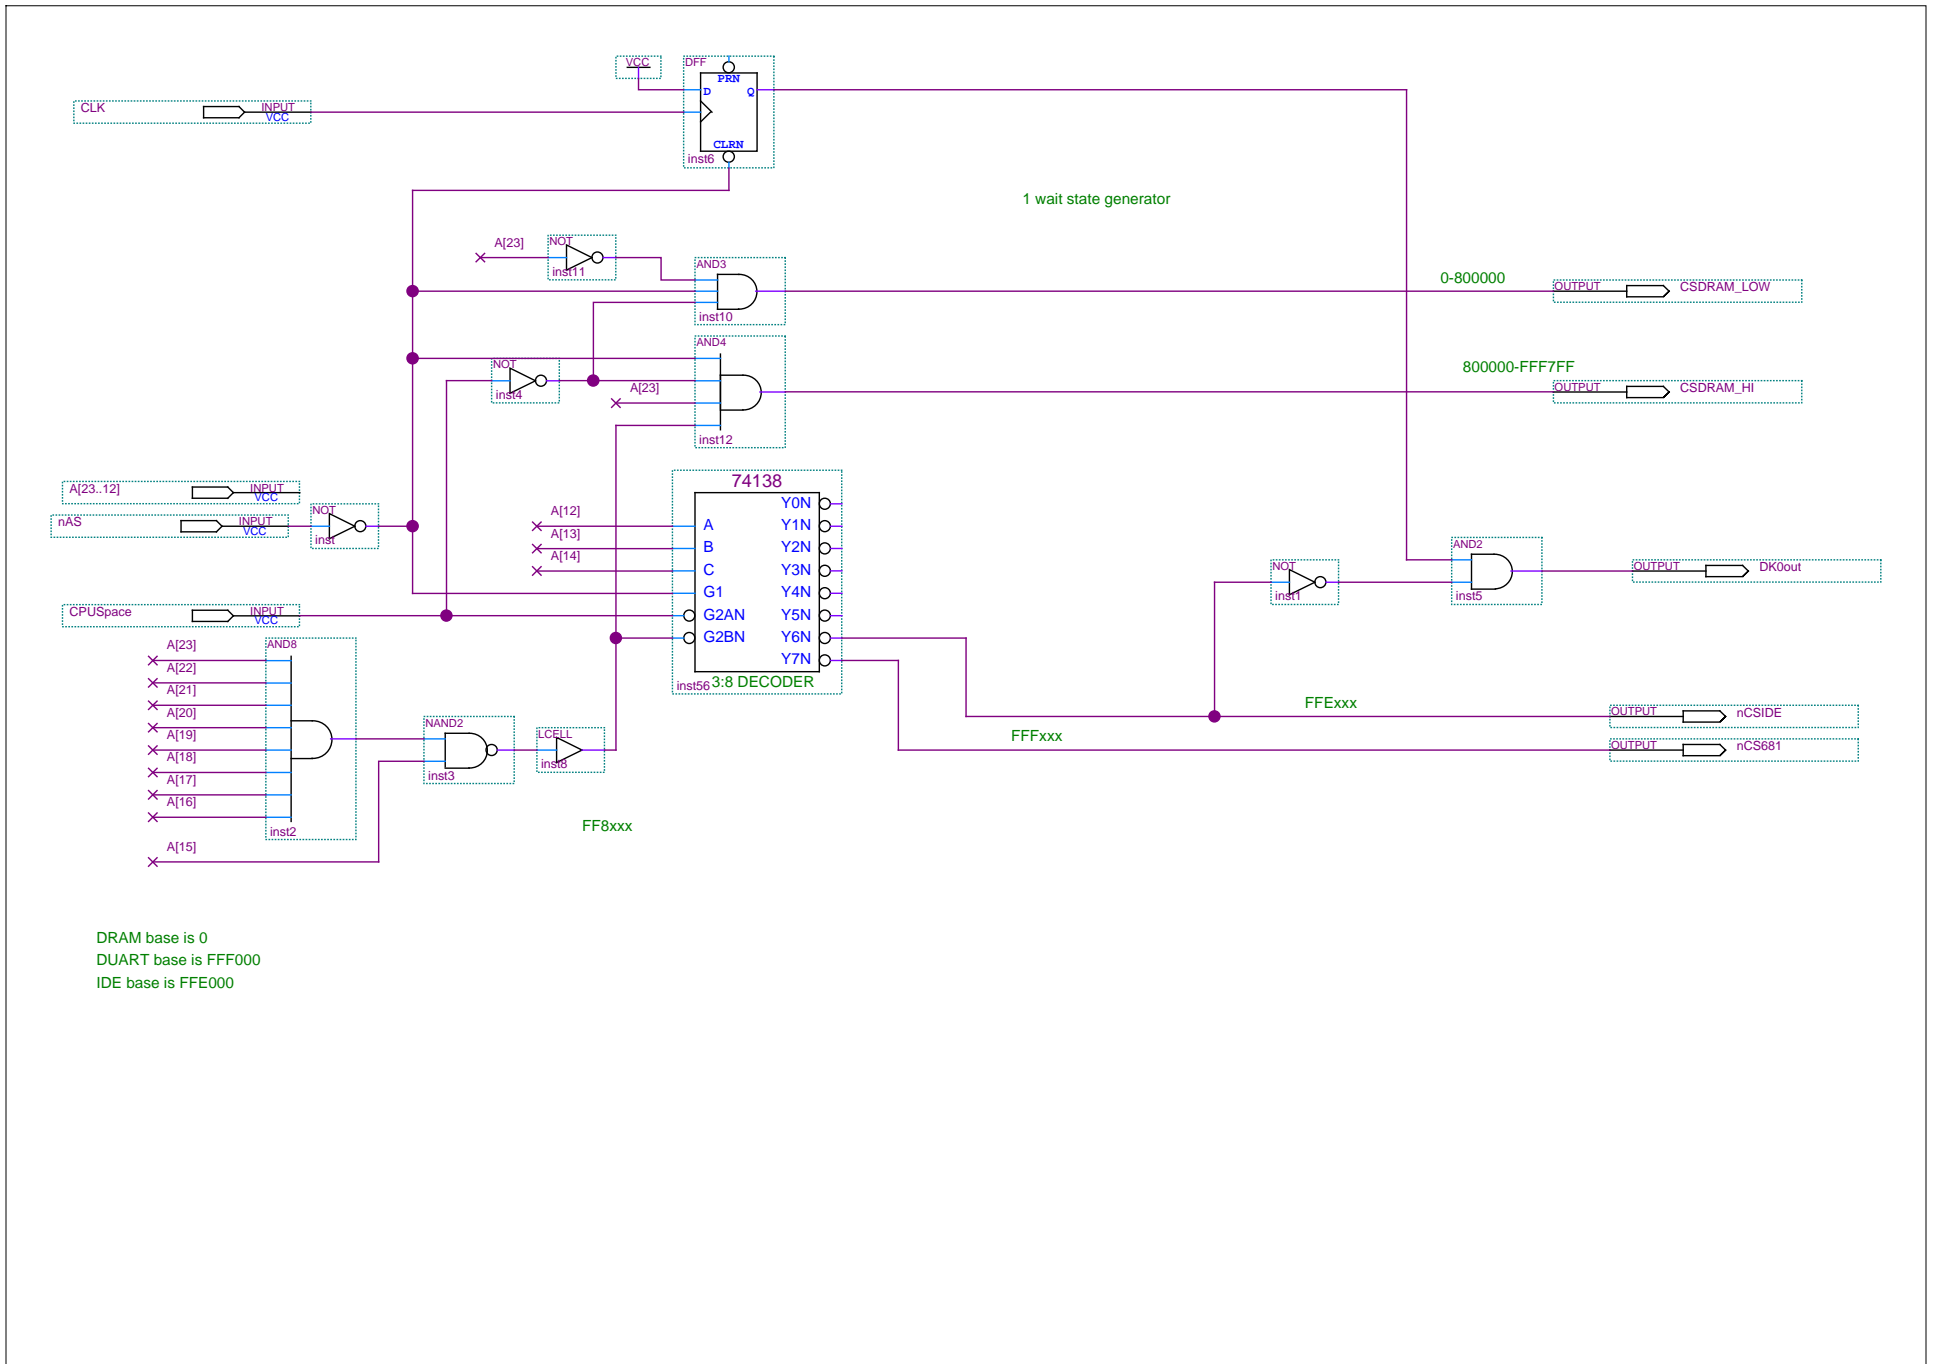 VCC
DFF
PRN
D
Q
CLK
INPUT
VCC
CLRN
inst6
1 wait state generator
A[23]
NOT
inst11
AND3
inst10
0-800000
OUTPUT
CSDRAM_LOW
AND4
NOT
inst4
A[23]
inst12
800000-FFF7FF
OUTPUT
CSDRAM_HI
A[23..12]
INPUT
VCC
nAS
INPUT
VCC
NOT
inst
74138
A[12]
A[13]
A[14]
A
B
C
G1
G2AN
G2BN
Y0N
Y1N
Y2N
Y3N
Y4N
Y5N
Y6N
Y7N
inst56
3:8 DECODER
NOT
inst1
AND2
inst5
OUTPUT
DK0out
CPUSpace
INPUT
VCC
A[23]
A[22]
A[21]
A[20]
A[19]
A[18]
A[17]
A[16]
A[15]
AND8
inst2
NAND2
inst3
LCELL
inst8
FFExxx
OUTPUT
nCSIDE
FFFxxx
OUTPUT
nCS681
FF8xxx
DRAM base is 0
DUART base is FFF000
IDE base is FFE000